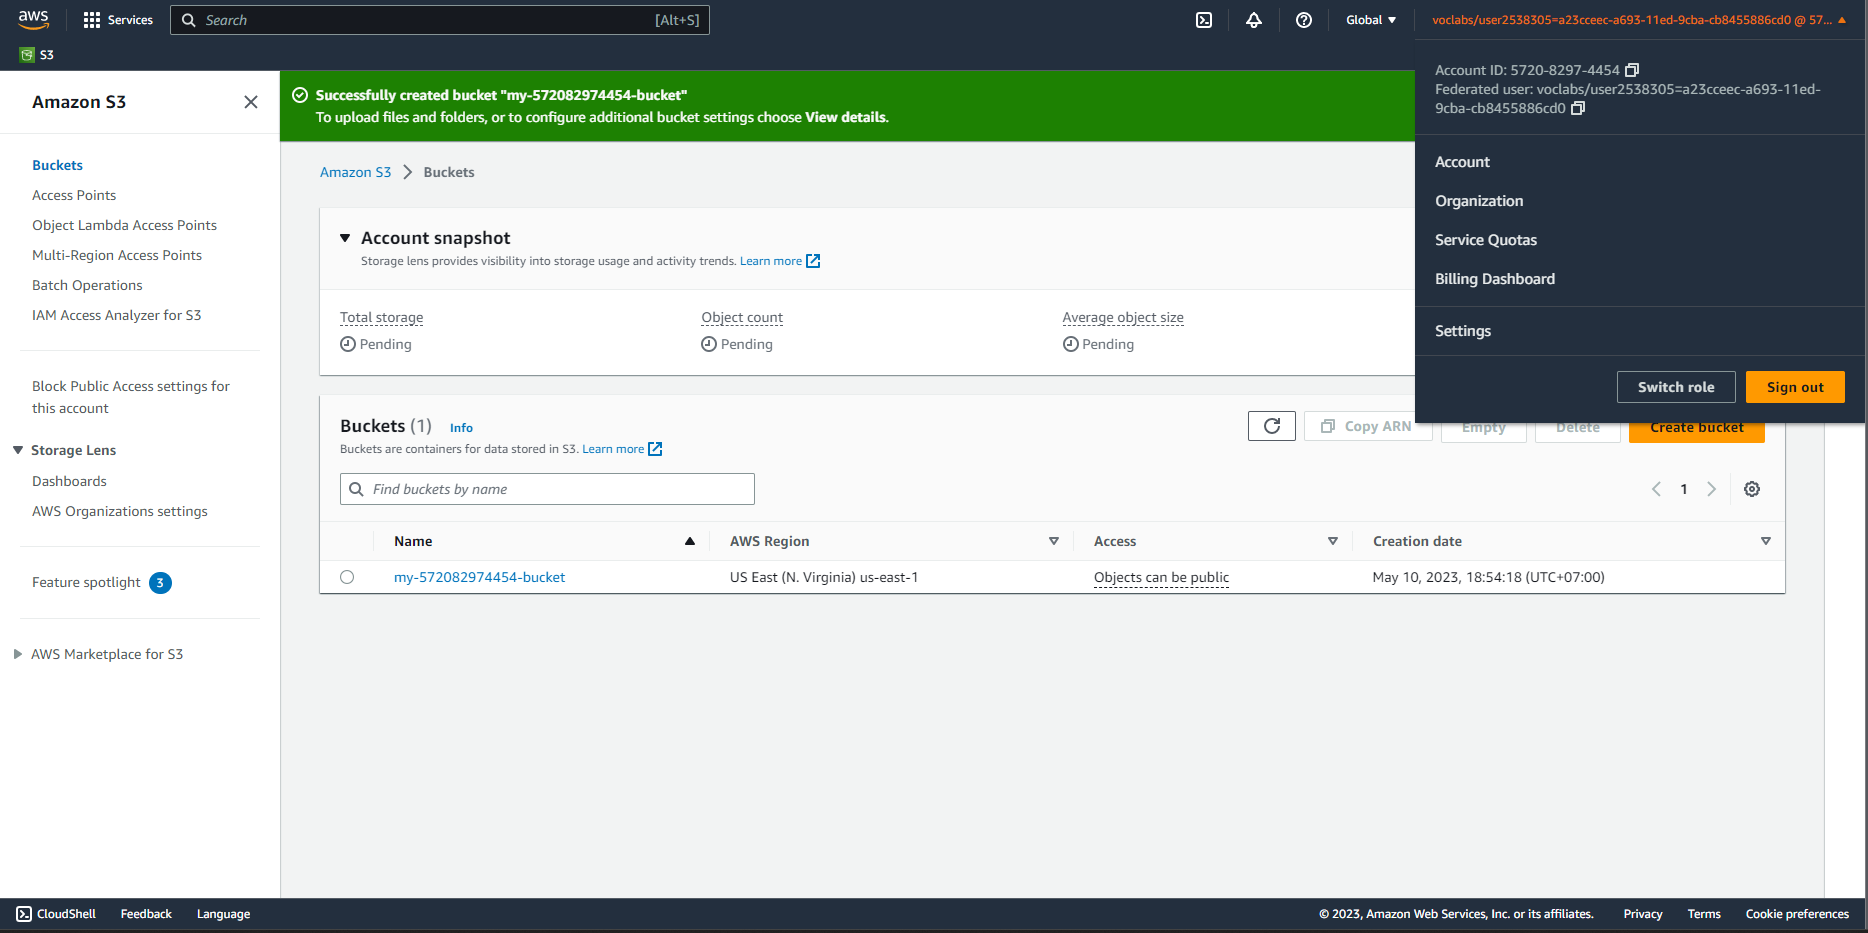 aws
Services
Search
[Alt+S]
Global
voclabs/user2538305=a23cceec-a693-11ed-9cba-cb8455886cd0 @ 57...
S3
Account ID: 5720-8297-4454
Federated user: voclabs/user2538305=a23cceec-a693-11ed-
9cba-cb8455886cd0
Account
Organization
Service Quotas
Billing Dashboard
Settings
Switch role
Sign out
Amazon S3
Buckets
Access Points
Object Lambda Access Points
Multi-Region Access Points
Batch Operations
IAM Access Analyzer for S3
Block Public Access settings for
this account
Storage Lens
Dashboards
AWS Organizations settings
Feature spotlight 3
AWS Marketplace for S3
Successfully created bucket "my-572082974454-bucket"
To upload files and folders, or to configure additional bucket settings choose View details.
Amazon S3 > Buckets
Account snapshot
Storage lens provides visibility into storage usage and activity trends. Learn more
Total storage
Pending
Object count
Pending
Average object size
Pending
Buckets (1) Info
Buckets are containers for data stored in S3. Learn more
Copy ARN
Empty
Delete
Create bucket
Find buckets by name
1
Name
AWS Region
Access
Creation date
my-572082974454-bucket
US East (N. Virginia) us-east-1
Objects can be public
May 10, 2023, 18:54:18 (UTC+07:00)
CloudShell
Feedback
Language
© 2023, Amazon Web Services, Inc. or its affiliates.
Privacy
Terms
Cookie preferences